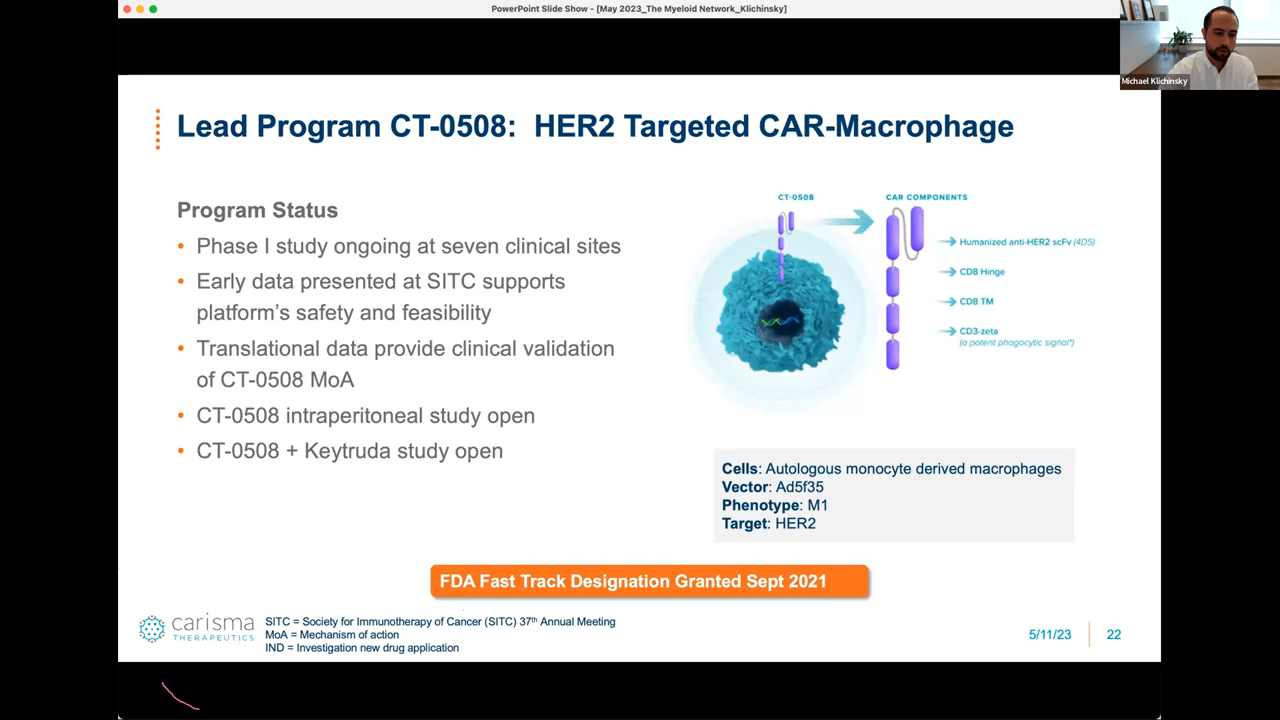 PowerPoint Slide Show - [May 2023_The Myeloid Network_Klichinsky]
Michael Klichinsky
Lead Program CT-0508: HER2 Targeted CAR-Macrophage
Program Status
• Phase I study ongoing at seven clinical sites
• Early data presented at SITC supports
platform's safety and feasibility
• Translational data provide clinical validation
of CT-0508 MoA
• CT-0508 intraperitoneal study open
• CT-0508 + Keytruda study open
CT-0508
CAR COMPONENTS
Humanized anti-HER2 scFv (4D5)
CD8 Hinge
CD8 TM
CD3-zeta
(a potent phagocytic signal*)
Cells: Autologous monocyte derived macrophages
Vector: Ad5f35
Phenotype: M1
Target: HER2
FDA Fast Track Designation Granted Sept 2021
carisma
THERAPEUTICS
SITC = Society for Immunotherapy of Cancer (SITC) 37th Annual Meeting
MoA = Mechanism of action
IND = Investigation new drug application
5/11/23
22